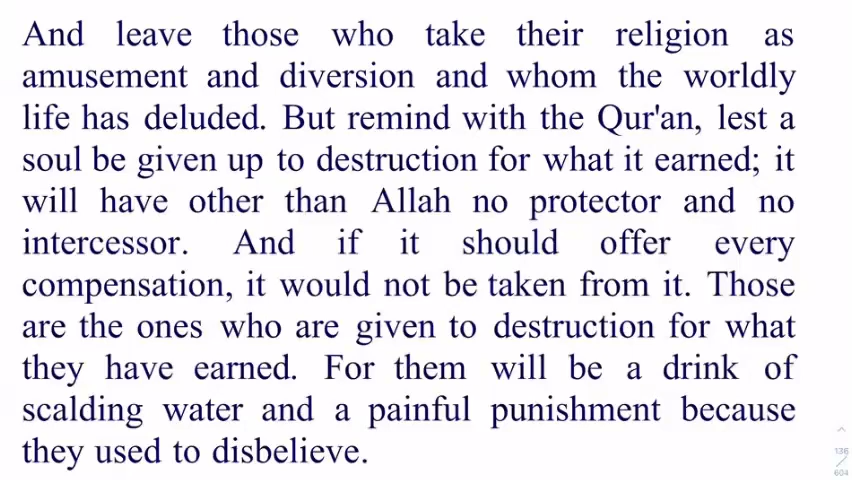 And leave those who take their religion as
amusement and diversion and whom the worldly
life has deluded. But remind with the Qur'an, lest a
soul be given up to destruction for what it earned; it
will have other than Allah no protector and no
intercessor. And if it should offer every
compensation, it would not be taken from it. Those
are the ones who are given to destruction for what
they have earned. For them will be a drink of
scalding water and a painful punishment because
they used to disbelieve.
136
604